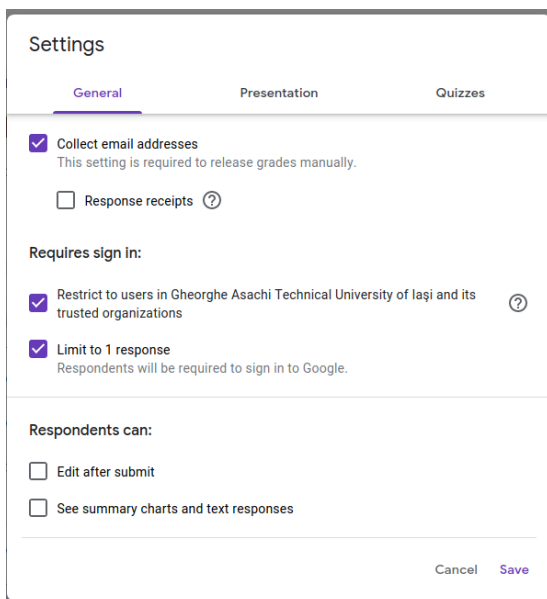 Settings
General Presentation Quizzes
Collect email addresses
This setting is required to release grades manually.
Response receipts
Requires sign in:
Restrict to users in Gheorghe Asachi Technical University of Iaşi and its
trusted organizations
Limit to 1 response
Respondents will be required to sign in to Google.
Respondents can:
Edit after submit
See summary charts and text responses
Cancel Save